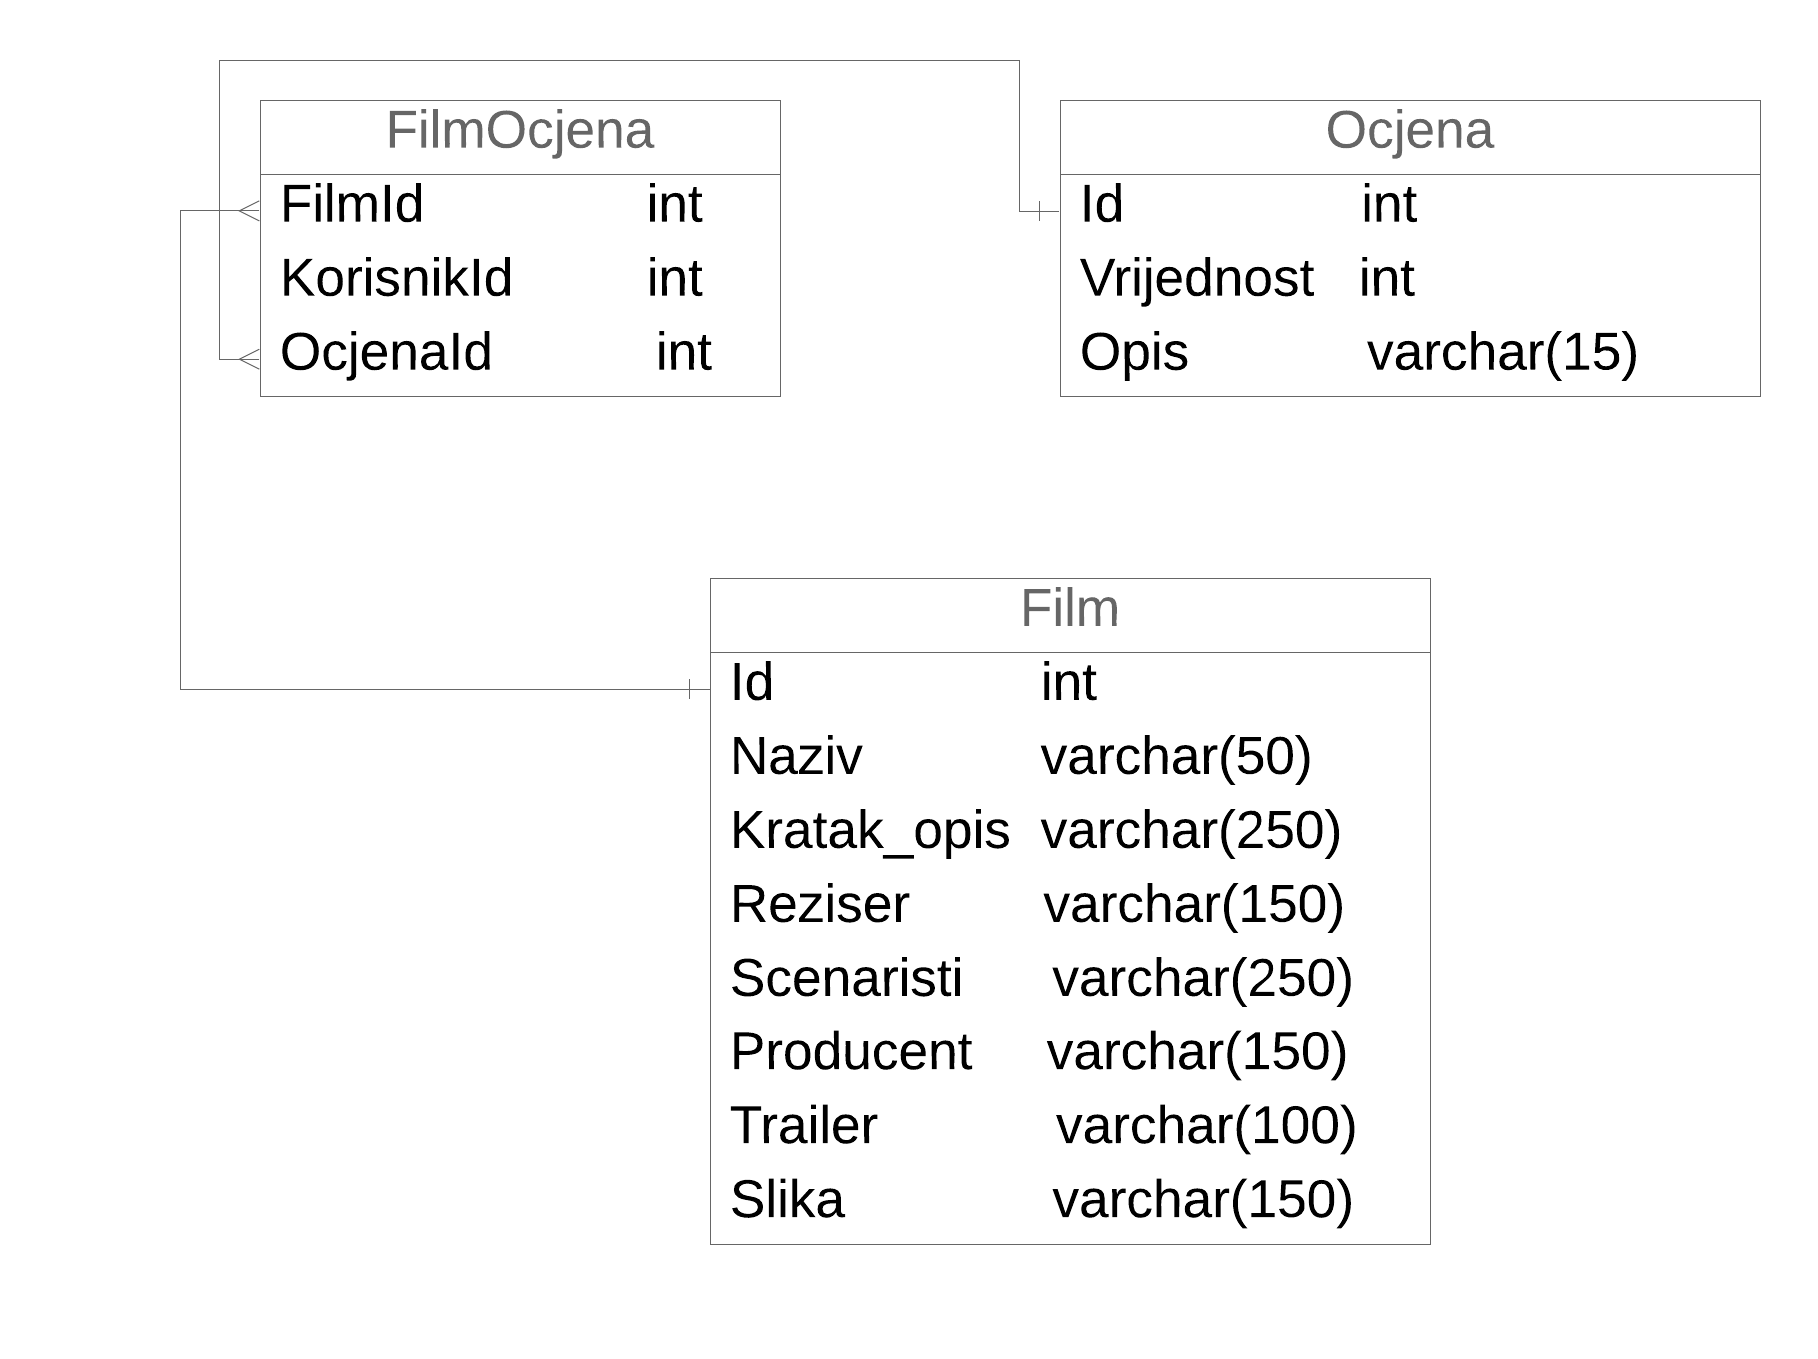 FilmOcjena
FilmId int
KorisnikId int
OcjenaId int
Ocjena
Id int
Vrijednost int
Opis varchar(15)
Film
Id int
Naziv varchar(50)
Kratak_opis varchar(250)
Reziser varchar(150)
Scenaristi varchar(250)
Producent varchar(150)
Trailer varchar(100)
Slika varchar(150)